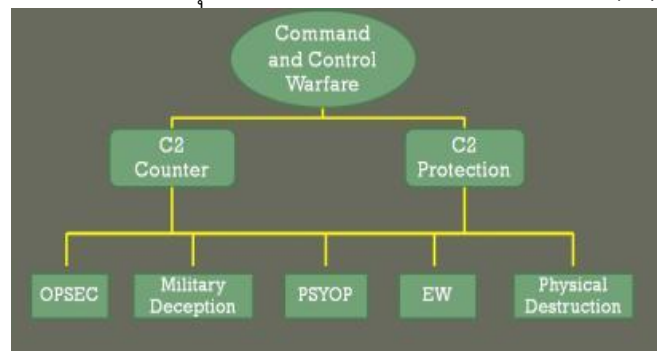 Command
and Control
Warfare
C2
Counter
C2
Protection
OPSEC
Military
Deception
PSYOP
EW
Physical
Destruction